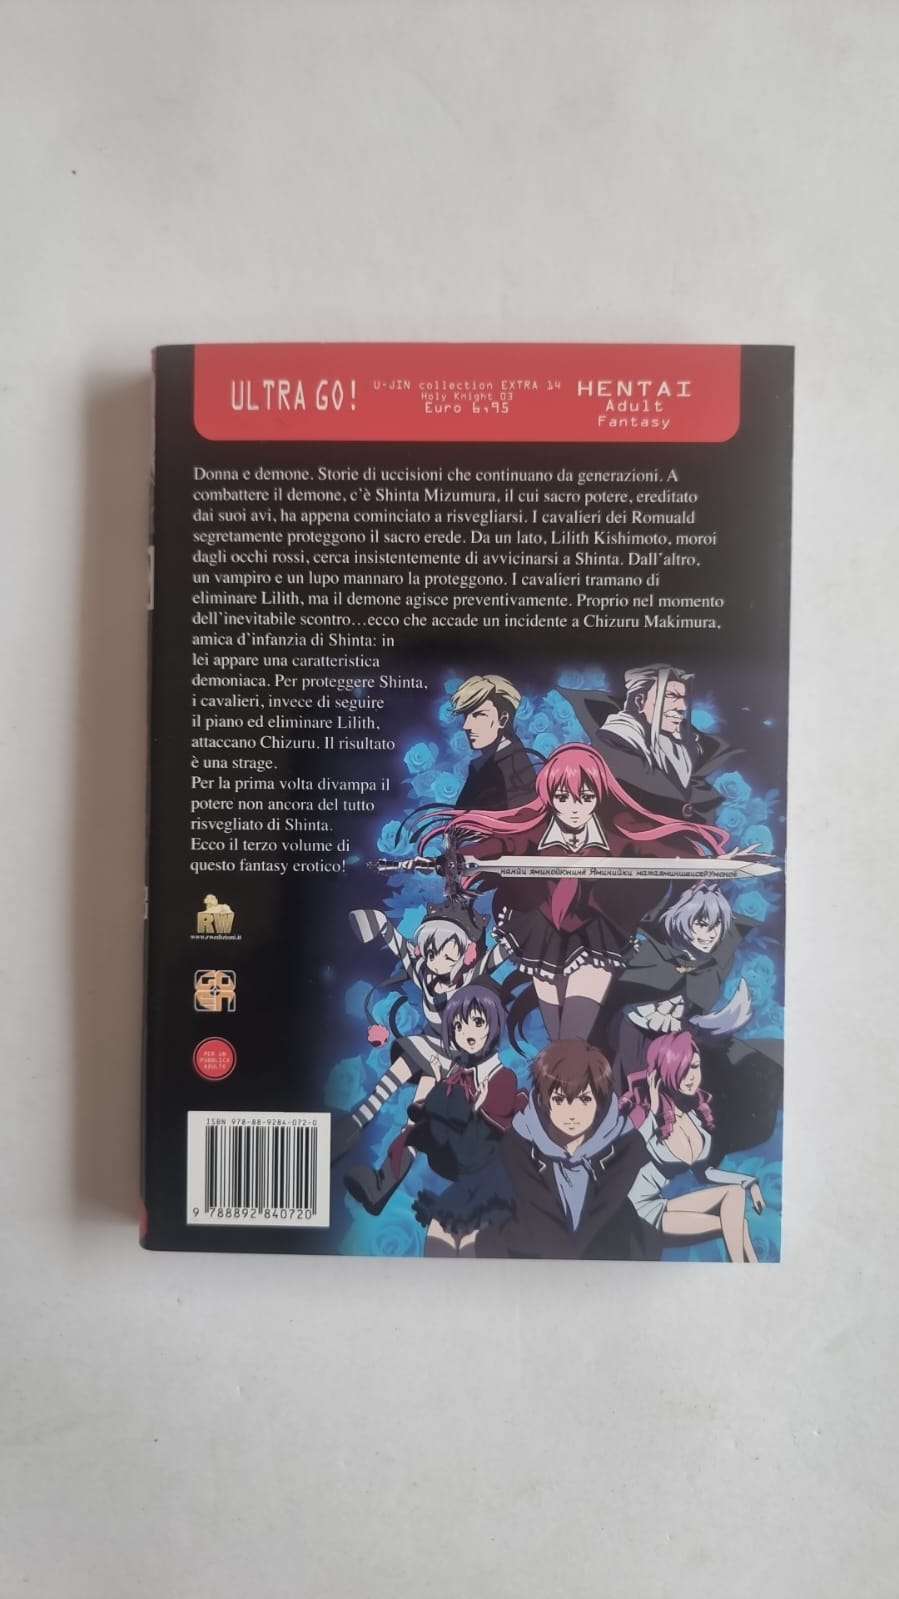 ULTRA GO!
U-JIN collection EXTRA 14
Holy Knight 03
Euro 6,95
HENTAI
Adult
Fantasy
Donna e demone. Storie di uccisioni che continuano da generazioni. A
combattere il demone, c'è Shinta Mizumura, il cui sacro potere, ereditato
dai suoi avi, ha appena cominciato a risvegliarsi. I cavalieri dei Romuald
segretamente proteggono il sacro erede. Da un lato, Lilith Kishimoto, moroi
dagli occhi rossi, cerca insistentemente di avvicinarsi a Shinta. Dall'altro,
un vampiro e un lupo mannaro la proteggono. I cavalieri tramano di
eliminare Lilith, ma il demone agisce preventivamente. Proprio nel momento
dell'inevitabile scontro…ecco che accade un incidente a Chizuru Makimura,
amica d'infanzia di Shinta: in
lei appare una caratteristica
demoniaca. Per proteggere Shinta,
i cavalieri, invece di seguire
il piano ed eliminare Lilith,
attaccano Chizuru. Il risultato
è una strage.
Per la prima volta divampa il
potere non ancora del tutto
risvegliato di Shinta.
Ecco il terzo volume di
questo fantasy erotico!
RW
www.rwedizioni.it
GOEN
PER UN
PUBBLICO
ADULTO
ISBN 978-88-9284-072-0
9 788892 840720